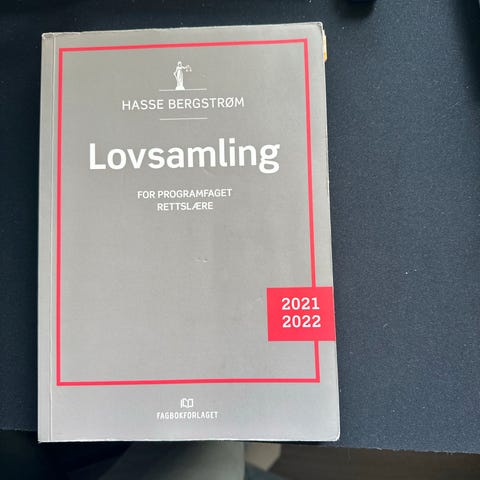 HASSE BERGSTRØM
Lovsamling
FOR PROGRAMFAGET
RETTSLÆRE
2021
2022
FAGBOKFORLAGET